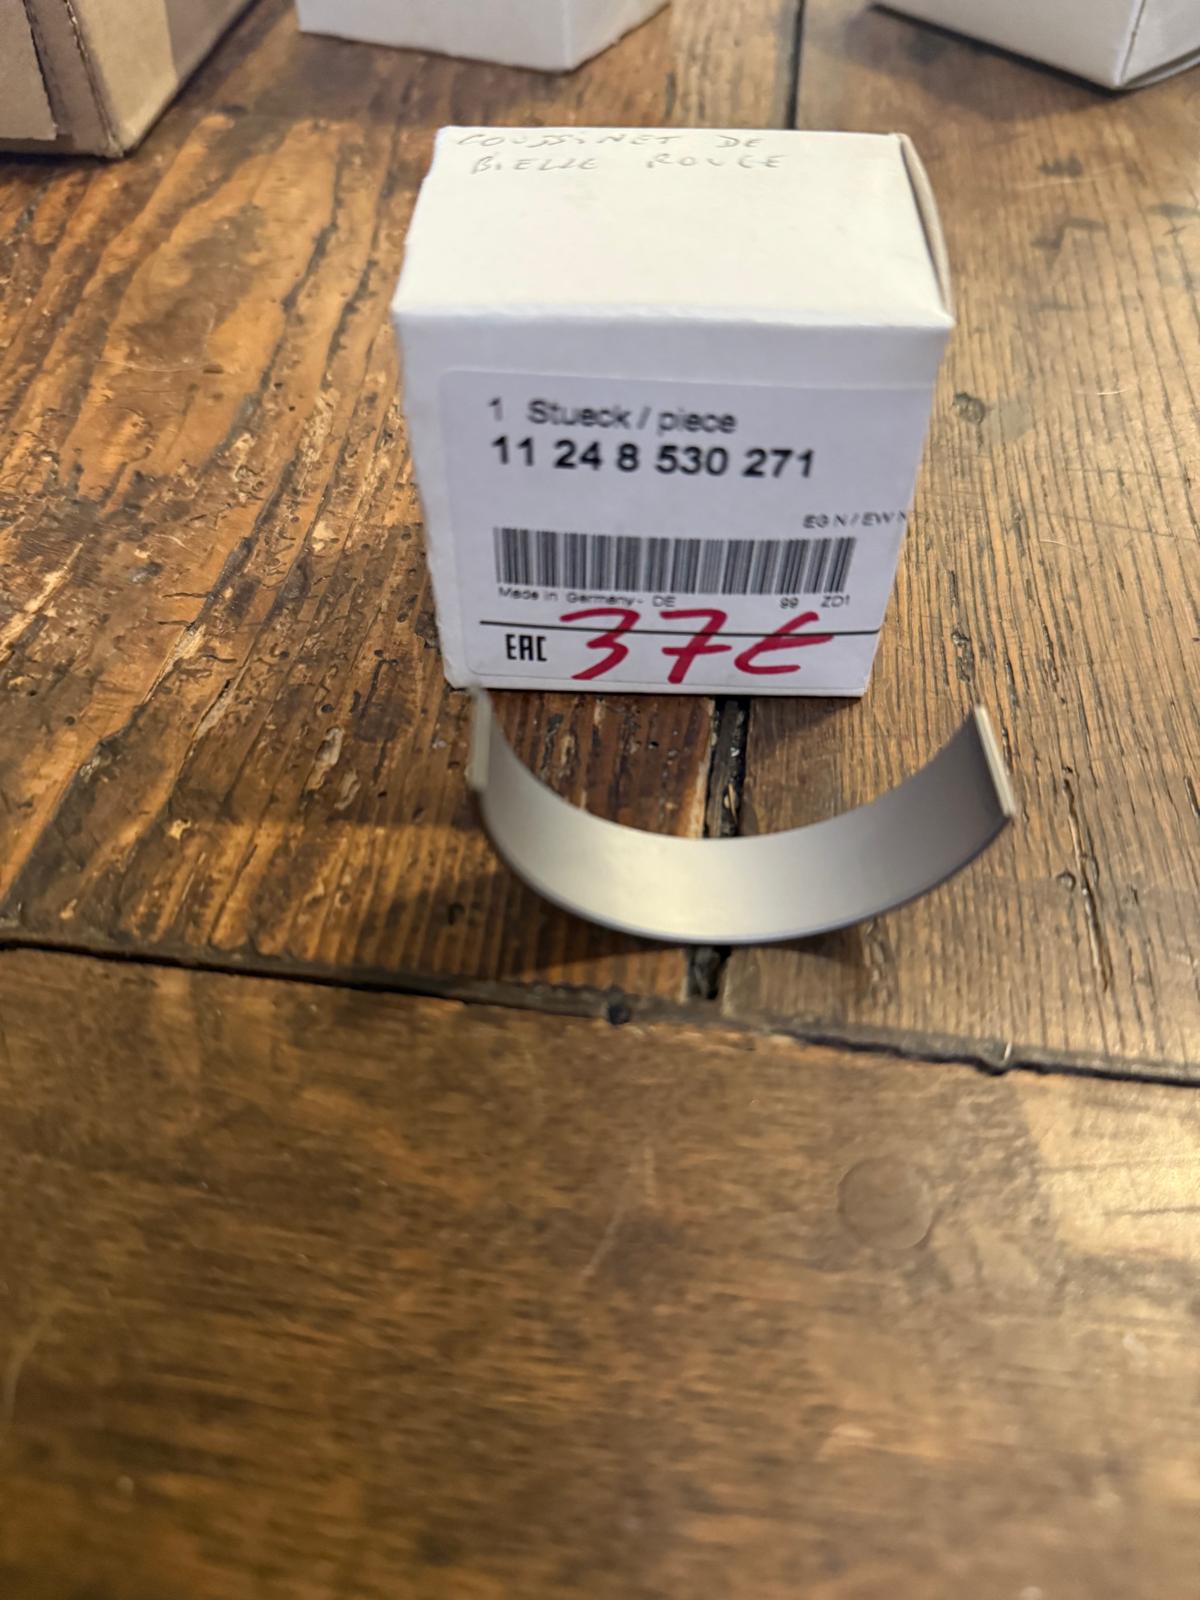 COUSSINET DE
BIELLE ROUGE
1 Stueck / piece
11 24 8 530 271
EG N / EW N
Made in Germany - DE 99 ZD1
EAC 37€